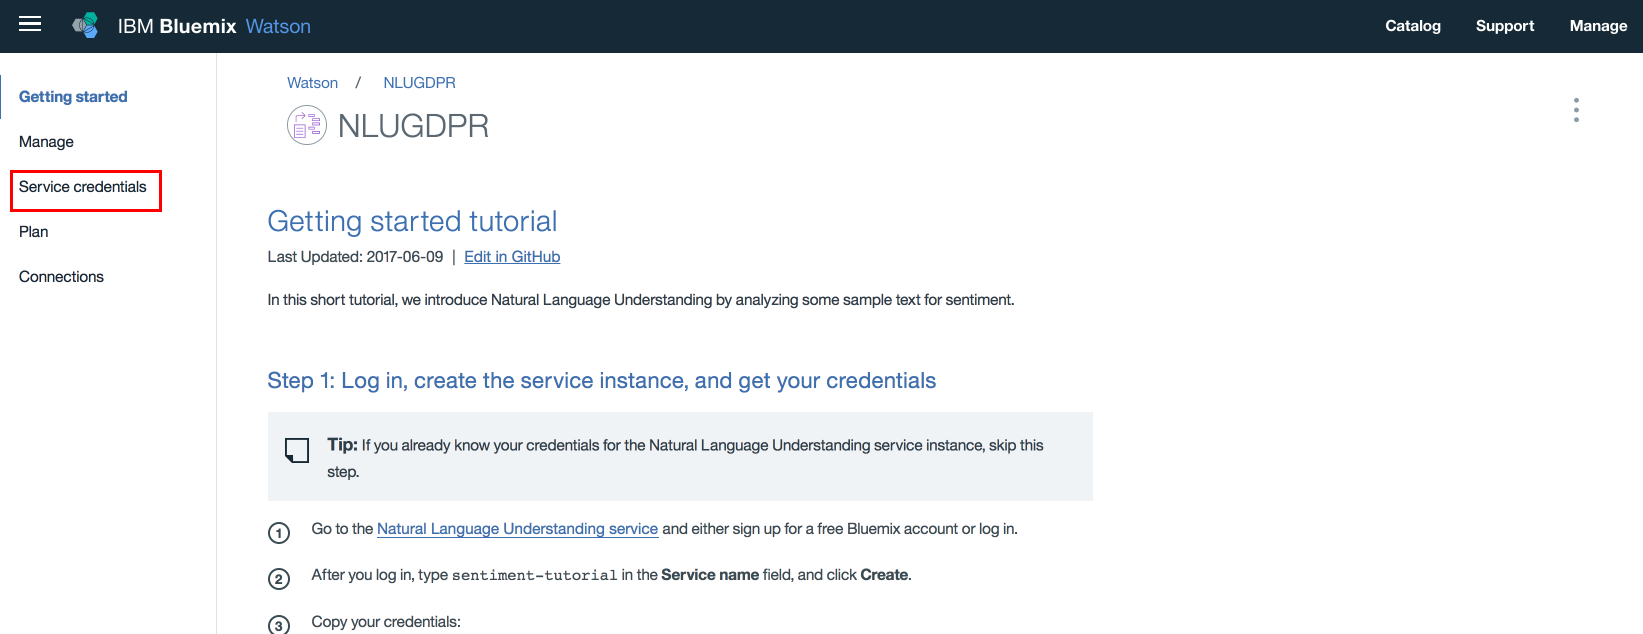 IBM Bluemix Watson
Catalog Support Manage
Getting started
Manage
Service credentials
Plan
Connections
Watson / NLUGDPR
NLUGDPR
Getting started tutorial
Last Updated: 2017-06-09 | Edit in GitHub
In this short tutorial, we introduce Natural Language Understanding by analyzing some sample text for sentiment.
Step 1: Log in, create the service instance, and get your credentials
Tip: If you already know your credentials for the Natural Language Understanding service instance, skip this
step.
1 Go to the Natural Language Understanding service and either sign up for a free Bluemix account or log in.
2 After you log in, type sentiment-tutorial in the Service name field, and click Create.
3 Copy your credentials: